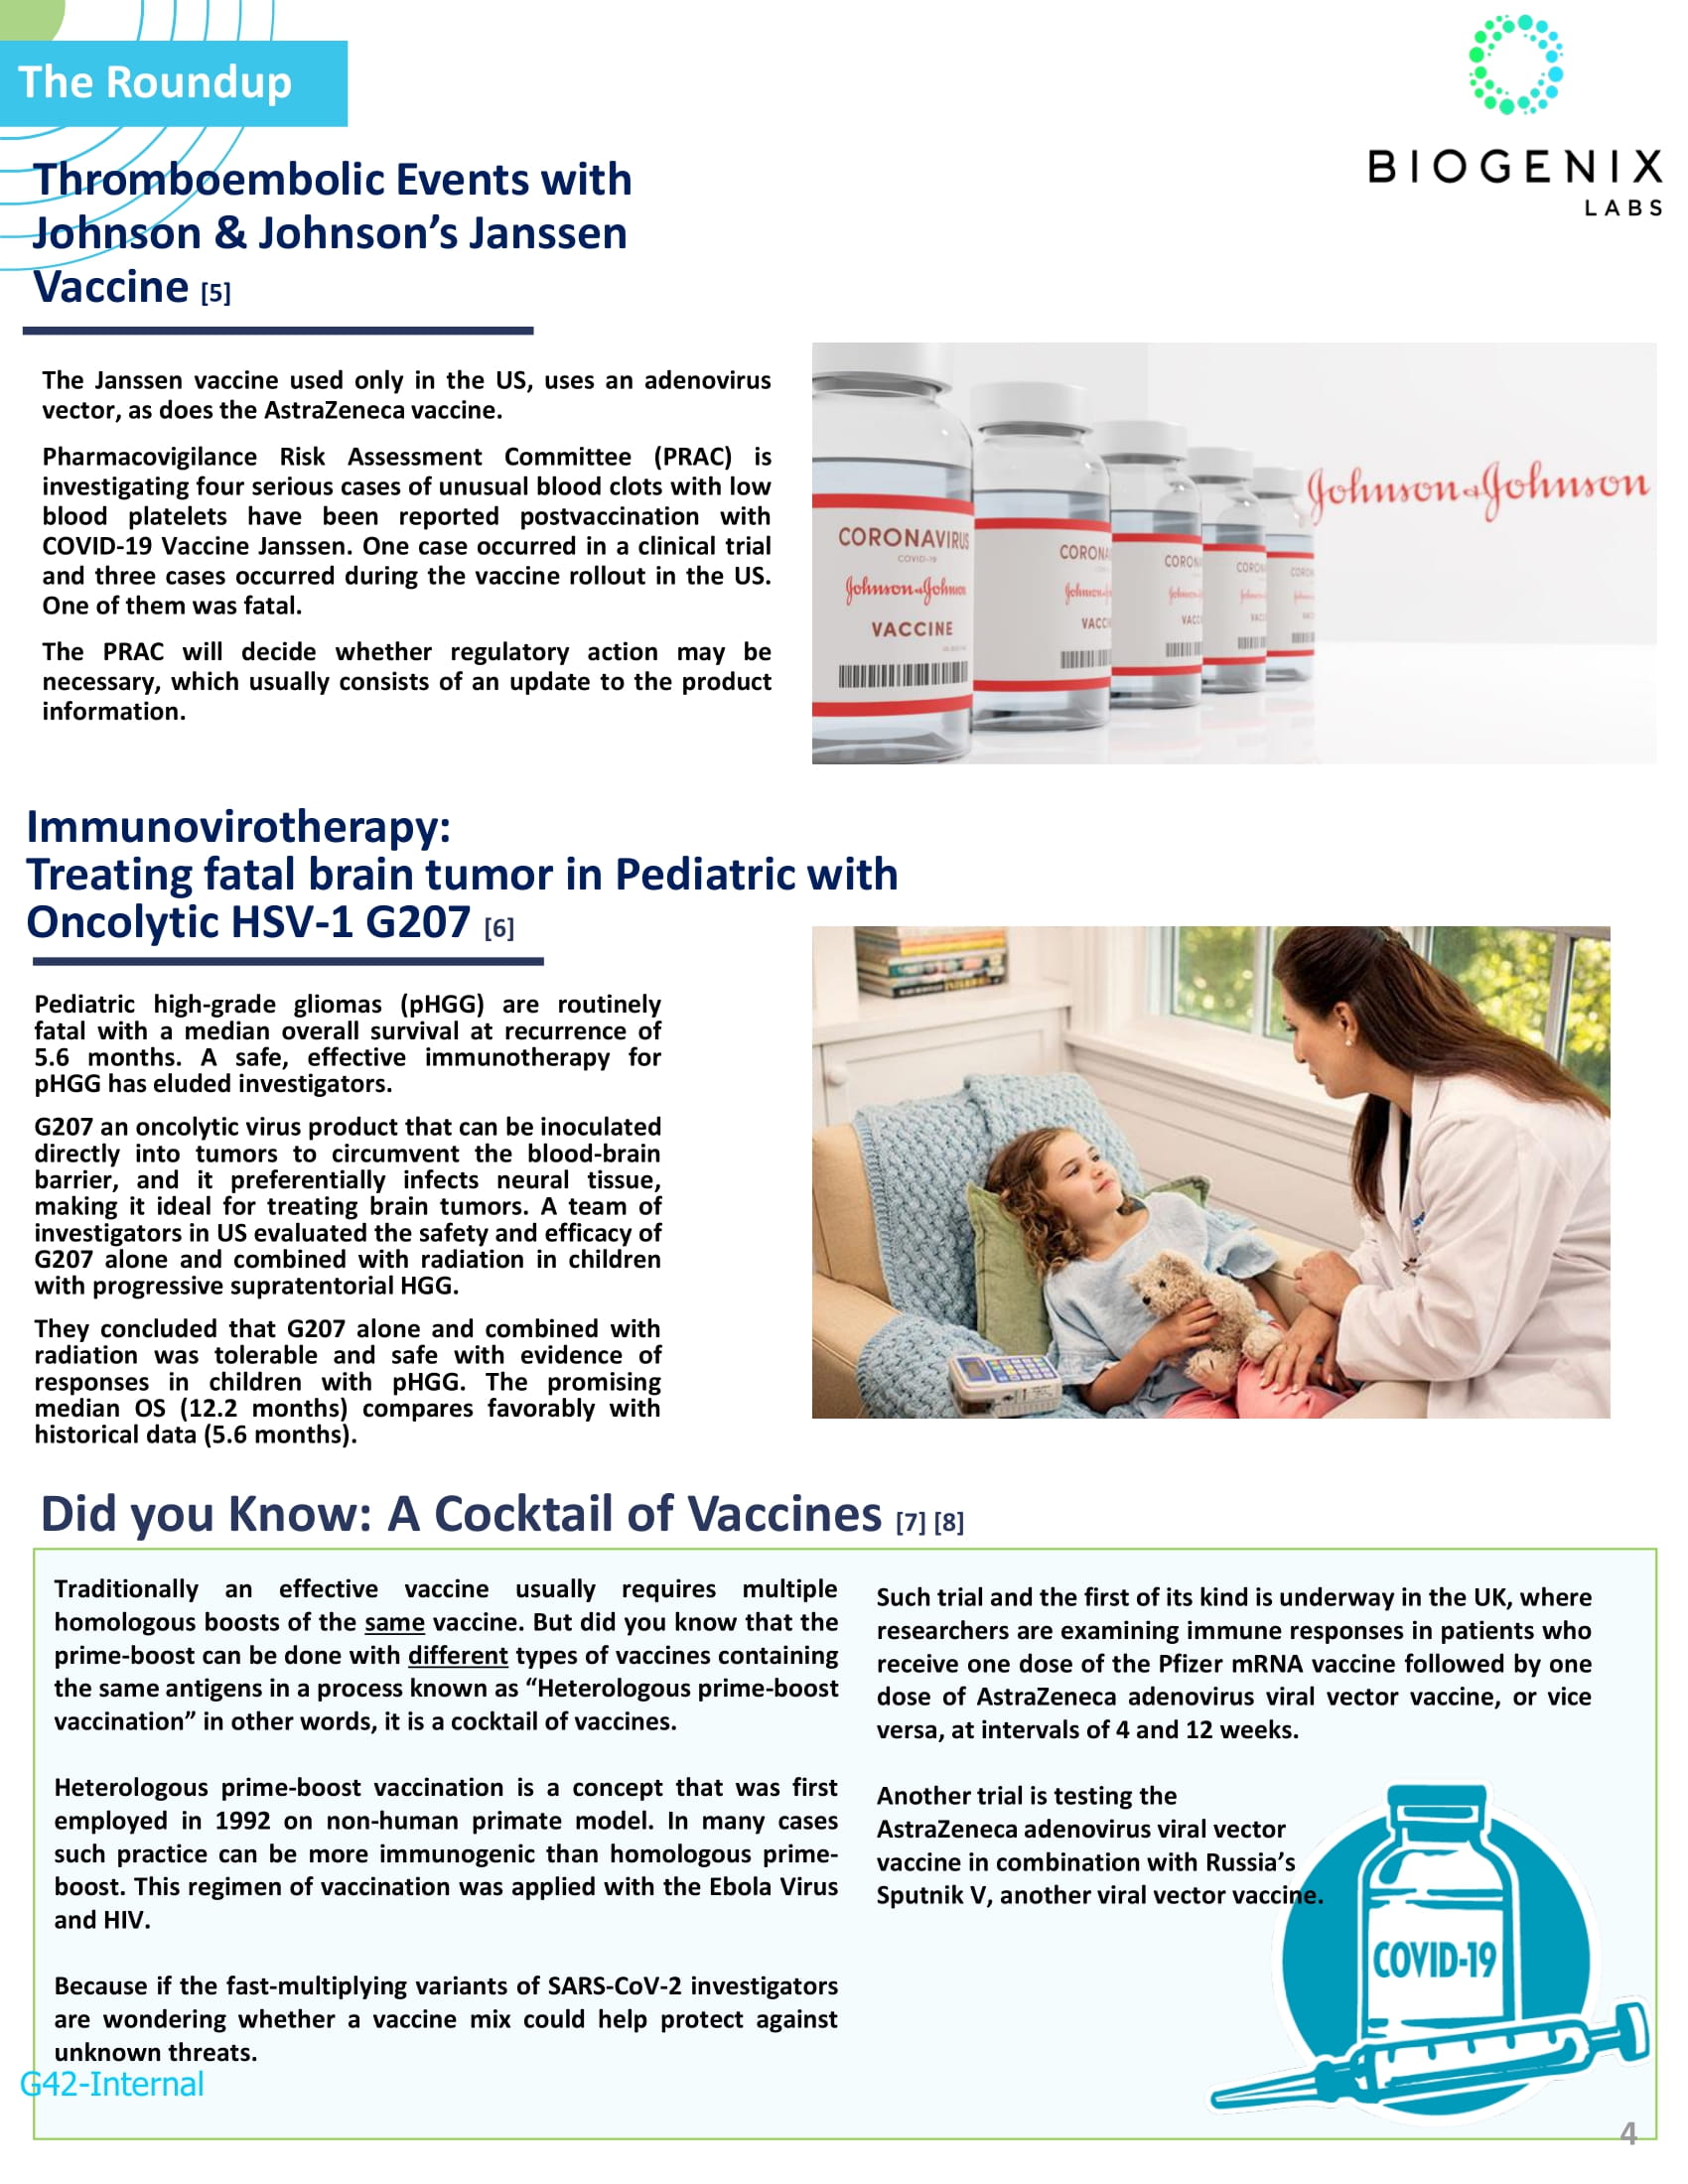 The Roundup
BIOGENIX
LABS
Thromboembolic Events with
Johnson & Johnson’s Janssen
Vaccine [5]
The Janssen vaccine used only in the US, uses an adenovirus
vector, as does the AstraZeneca vaccine.
Pharmacovigilance Risk Assessment Committee (PRAC) is
investigating four serious cases of unusual blood clots with low
blood platelets have been reported postvaccination with
COVID-19 Vaccine Janssen. One case occurred in a clinical trial
and three cases occurred during the vaccine rollout in the US.
One of them was fatal.
The PRAC will decide whether regulatory action may be
necessary, which usually consists of an update to the product
information.
CORONAVIRUS
COVID-19
Johnson&Johnson
VACCINE
CORONA
Johnson&J
VACC
CORON
VACC
CORON
CORON
Johnson&Johnson
Immunovirotherapy:
Treating fatal brain tumor in Pediatric with
Oncolytic HSV-1 G207 [6]
Pediatric high-grade gliomas (pHGG) are routinely
fatal with a median overall survival at recurrence of
5.6 months. A safe, effective immunotherapy for
pHGG has eluded investigators.
G207 an oncolytic virus product that can be inoculated
directly into tumors to circumvent the blood-brain
barrier, and it preferentially infects neural tissue,
making it ideal for treating brain tumors. A team of
investigators in US evaluated the safety and efficacy of
G207 alone and combined with radiation in children
with progressive supratentorial HGG.
They concluded that G207 alone and combined with
radiation was tolerable and safe with evidence of
responses in children with pHGG. The promising
median OS (12.2 months) compares favorably with
historical data (5.6 months).
Did you Know: A Cocktail of Vaccines [7] [8]
Traditionally an effective vaccine usually requires multiple
homologous boosts of the same vaccine. But did you know that the
prime-boost can be done with different types of vaccines containing
the same antigens in a process known as “Heterologous prime-boost
vaccination” in other words, it is a cocktail of vaccines.
Heterologous prime-boost vaccination is a concept that was first
employed in 1992 on non-human primate model. In many cases
such practice can be more immunogenic than homologous prime-
boost. This regimen of vaccination was applied with the Ebola Virus
and HIV.
Because if the fast-multiplying variants of SARS-CoV-2 investigators
are wondering whether a vaccine mix could help protect against
unknown threats.
Such trial and the first of its kind is underway in the UK, where
researchers are examining immune responses in patients who
receive one dose of the Pfizer mRNA vaccine followed by one
dose of AstraZeneca adenovirus viral vector vaccine, or vice
versa, at intervals of 4 and 12 weeks.
Another trial is testing the
AstraZeneca adenovirus viral vector
vaccine in combination with Russia’s
Sputnik V, another viral vector vaccine.
COVID-19
G42-Internal
4